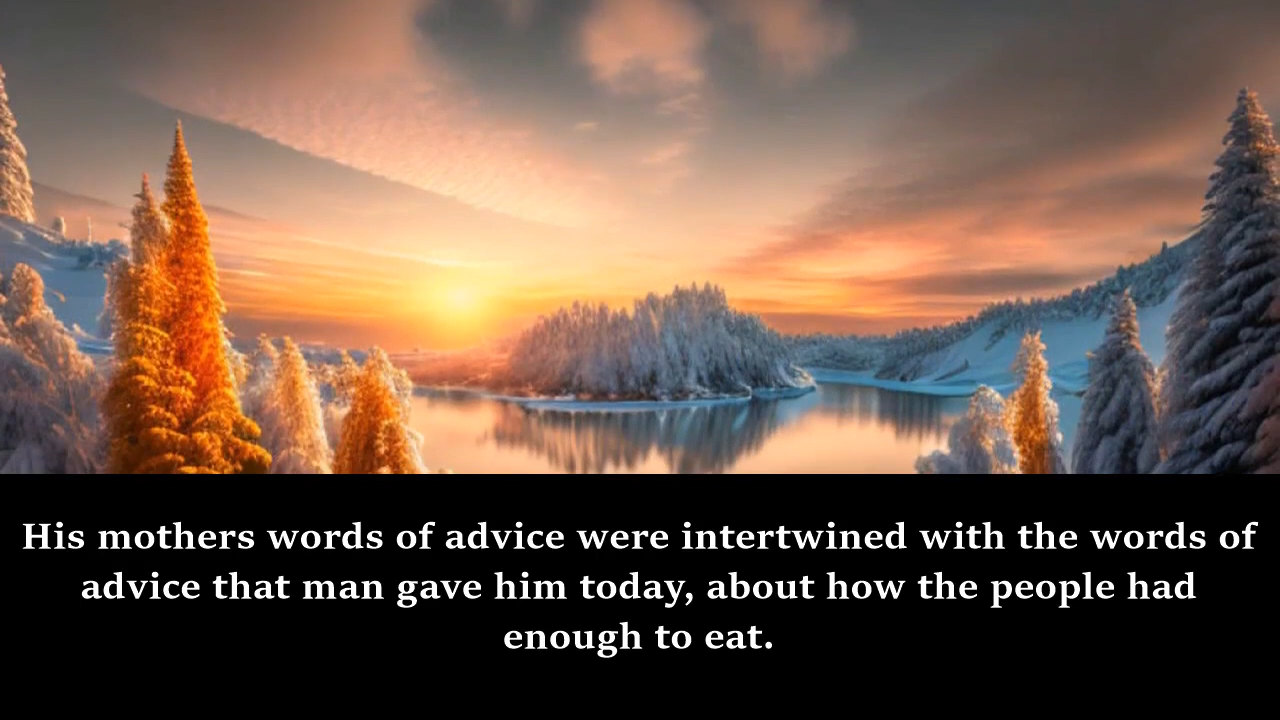 His mothers words of advice were intertwined with the words of
advice that man gave him today, about how the people had
enough to eat.